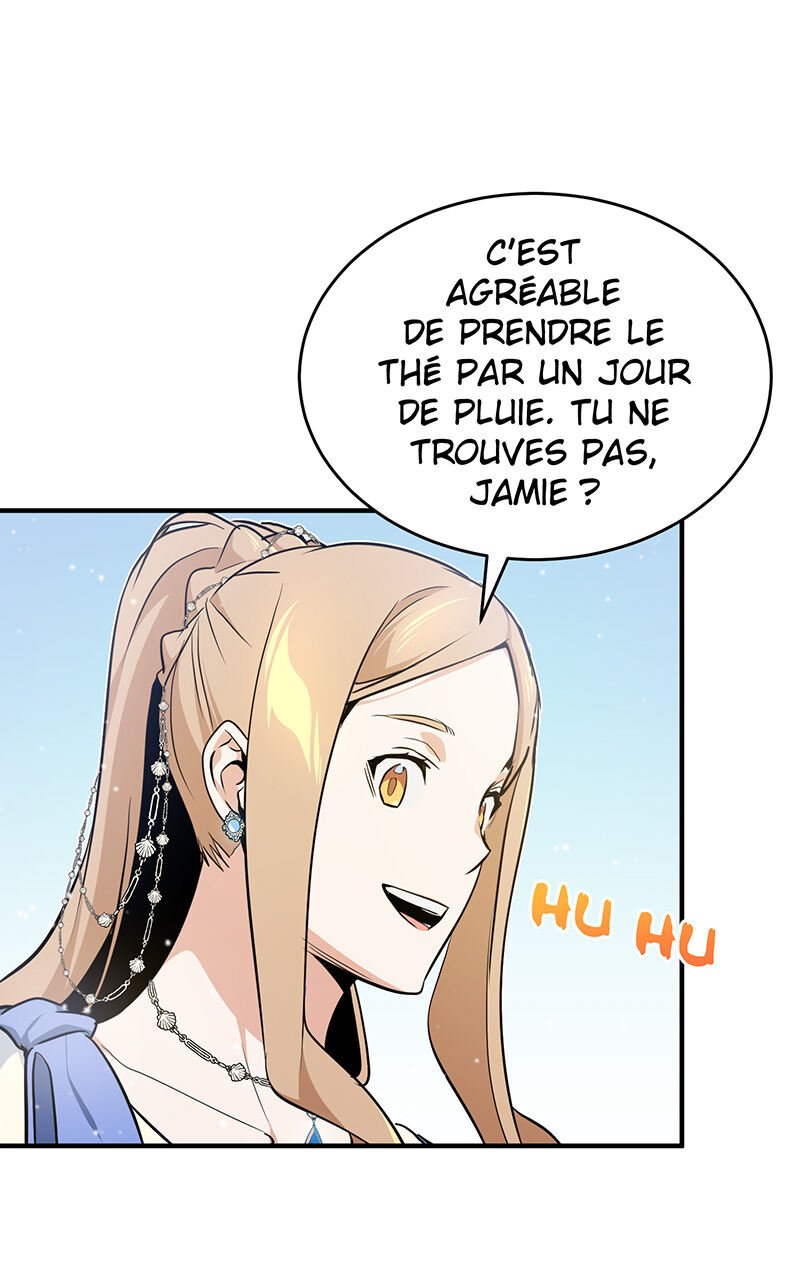 C'EST
AGRÉABLE
DE PRENDRE LE
THÉ PAR UN JOUR
DE PLUIE. TU NE
TROUVES PAS,
JAMIE ?
HU HU